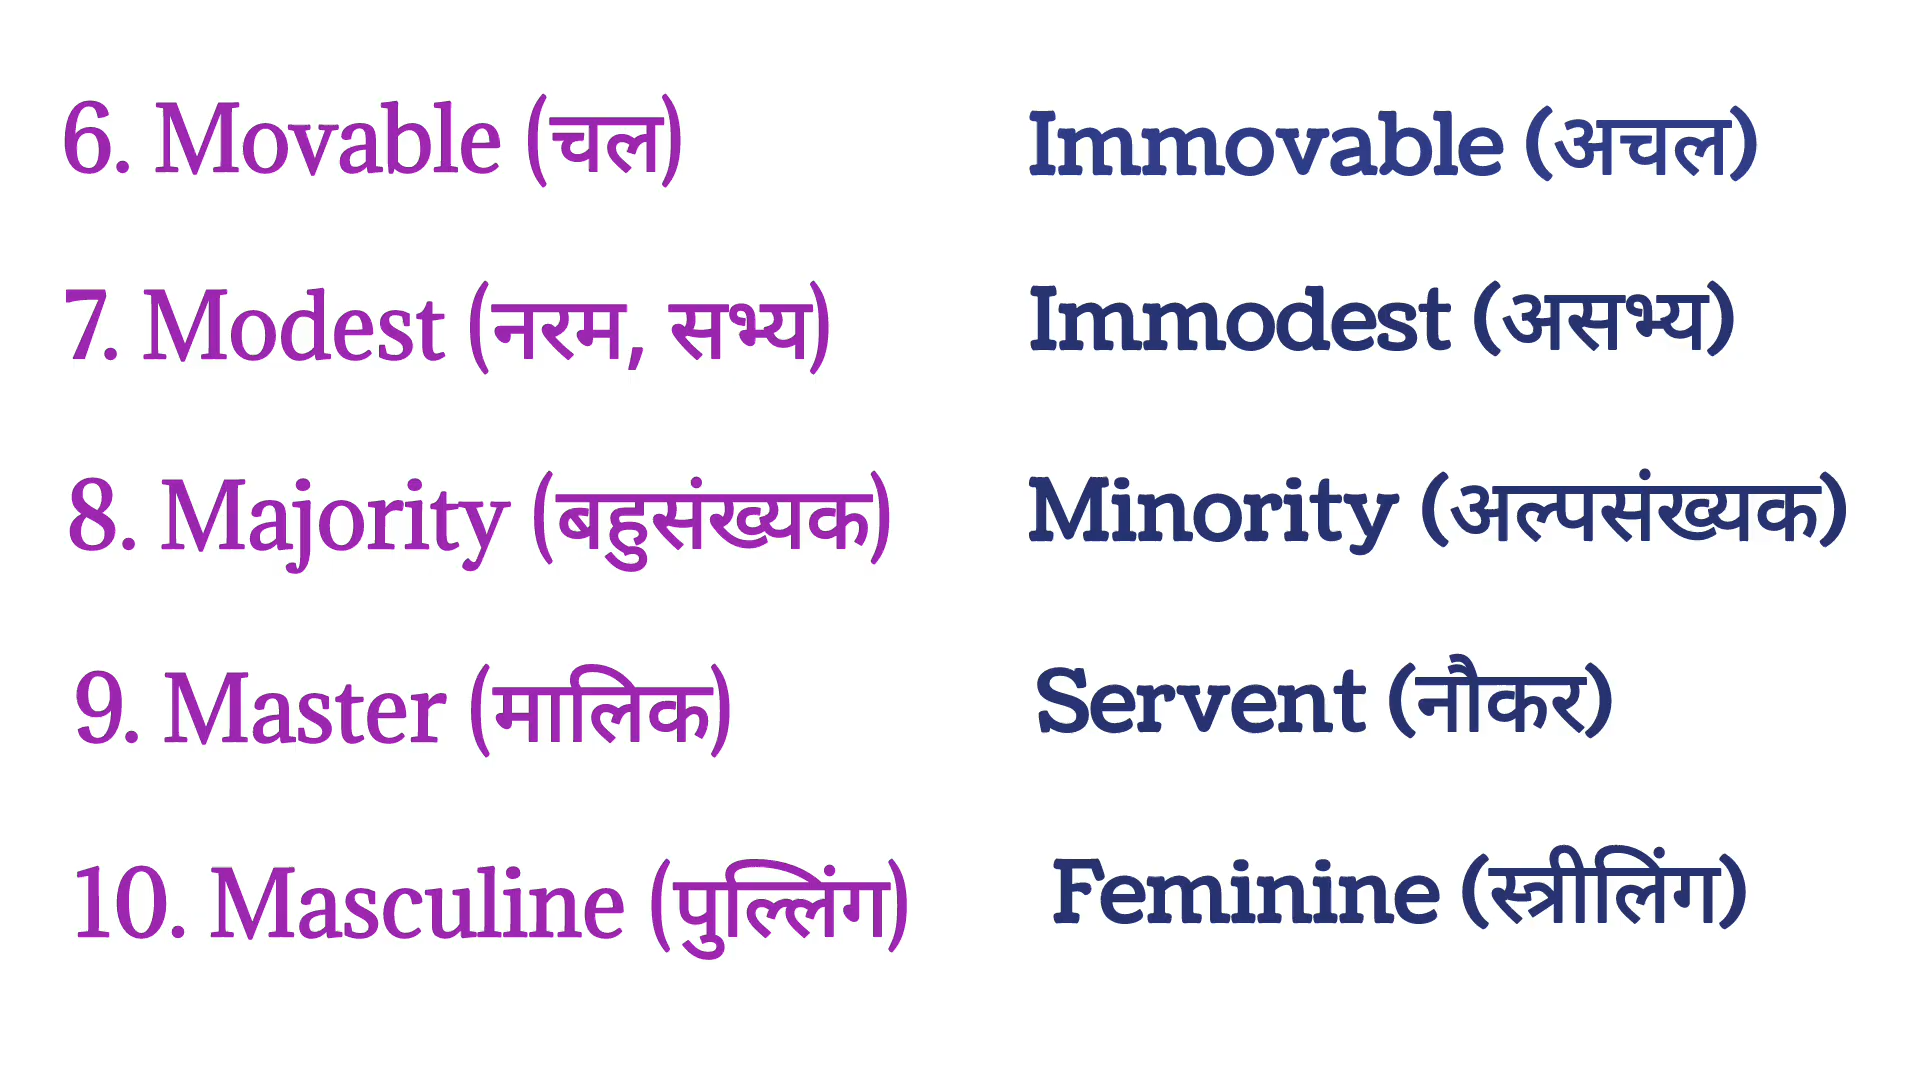 6. Movable (चल) Immovable (अचल)
7. Modest (नरम, सभ्य) Immodest (असभ्य)
8. Majority (बहुसंख्यक) Minority (अल्पसंख्यक)
9. Master (मालिक) Servent (नौकर)
10. Masculine (पुल्लिंग) Feminine (स्त्रीलिंग)